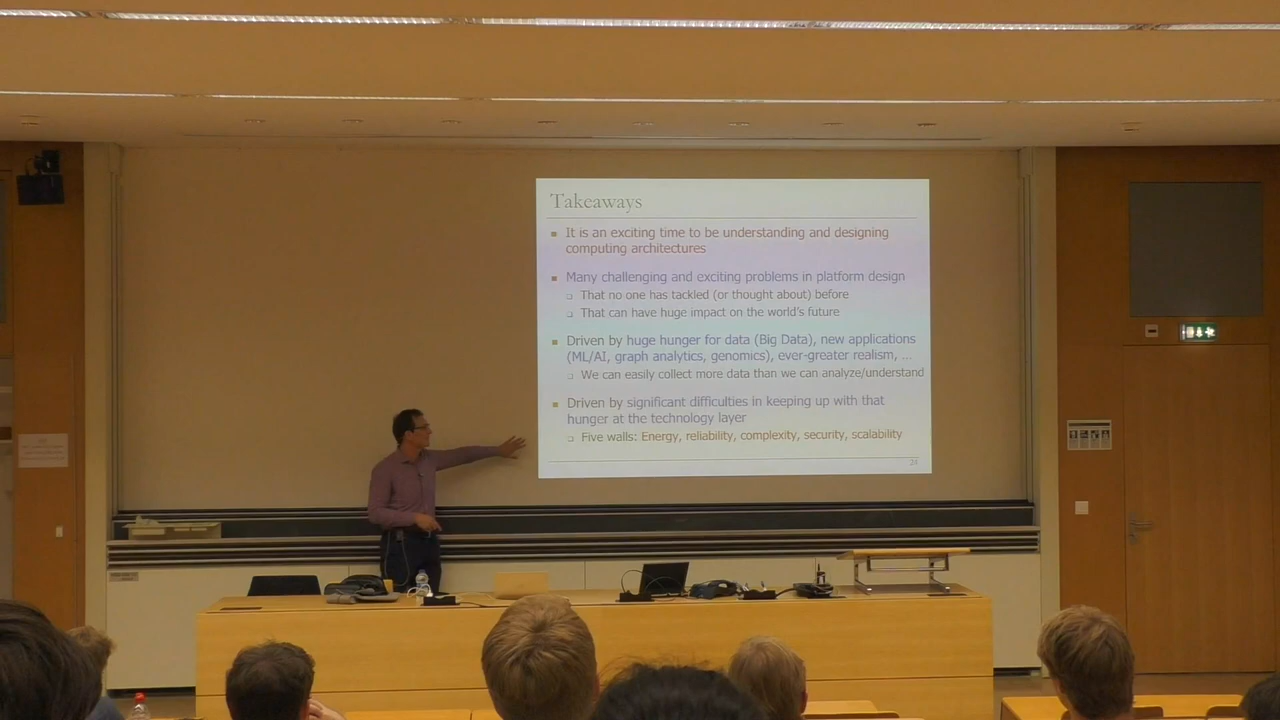 Takeaways
It is an exciting time to be understanding and designing
computing architectures
Many challenging and exciting problems in platform design
That no one has tackled (or thought about) before
That can have huge impact on the world's future
Driven by huge hunger for data (Big Data), new applications
(ML/AI, graph analytics, genomics), ever-greater realism, ...
We can easily collect more data than we can analyze/understand
Driven by significant difficulties in keeping up with that
hunger at the technology layer
Five walls: Energy, reliability, complexity, security, scalability